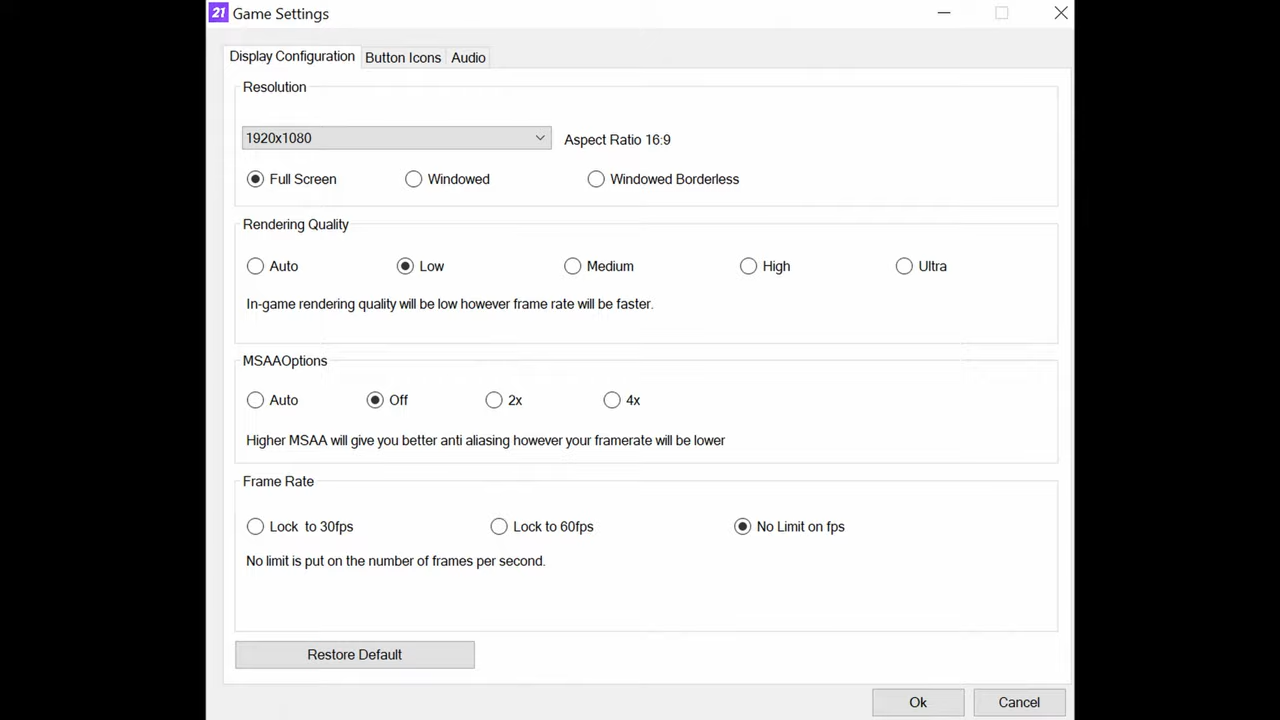 21 Game Settings
Display Configuration Button Icons Audio
Resolution
1920x1080 Aspect Ratio 16:9
Full Screen Windowed Windowed Borderless
Rendering Quality
Auto Low Medium High Ultra
In-game rendering quality will be low however frame rate will be faster.
MSAAOptions
Auto Off 2x 4x
Higher MSAA will give you better anti aliasing however your framerate will be lower
Frame Rate
Lock to 30fps Lock to 60fps No Limit on fps
No limit is put on the number of frames per second.
Restore Default
Ok Cancel